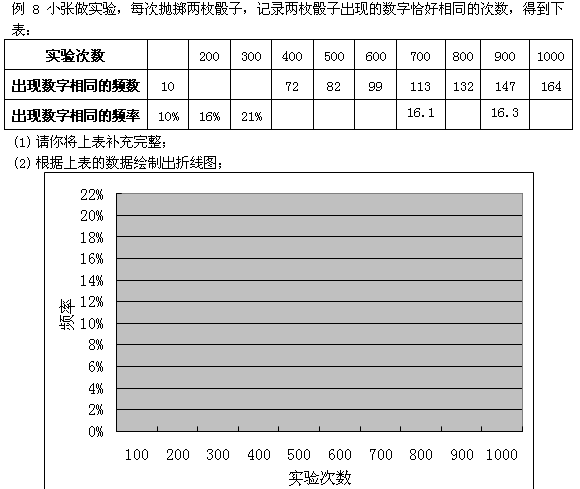 例 8 小张做实验，每次抛掷两枚骰子，记录两枚骰子出现的数字恰好相同的次数，得到下
表：
实验次数 200 300 400 500 600 700 800 900 1000
出现数字相同的频数 10 72 82 99 113 132 147 164
出现数字相同的频率 10% 16% 21% 16.1 16.3
(1) 请你将上表补充完整；
(2) 根据上表的数据绘制出折线图；
22%
20%
18%
16%
14%
12%
10%
8%
6%
4%
2%
0%
频率
100 200 300 400 500 600 700 800 900 1000
实验次数